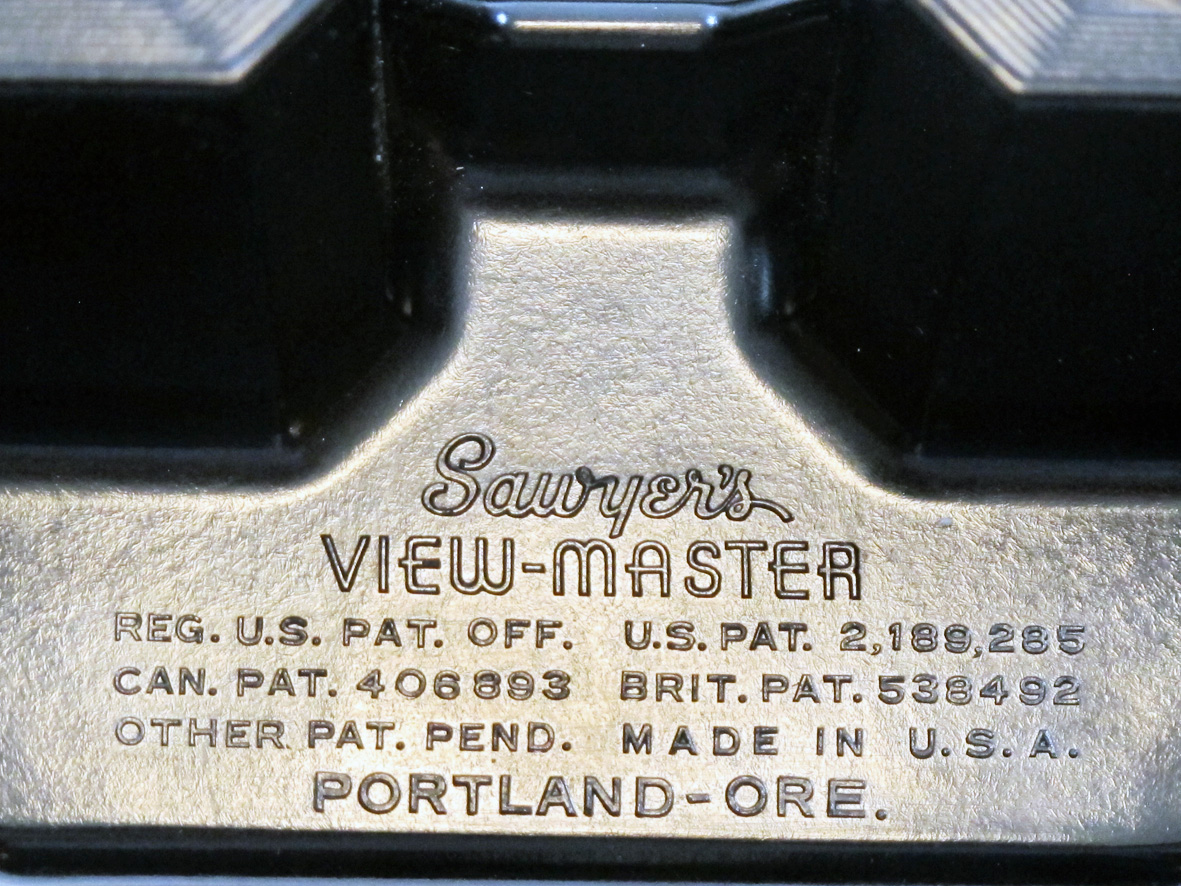 Sawyer's
VIEW-MASTER
REG. U.S. PAT. OFF. U.S. PAT. 2,189,285
CAN. PAT. 406893 BRIT. PAT. 538492
OTHER PAT. PEND. MADE IN U.S.A.
PORTLAND-ORE.